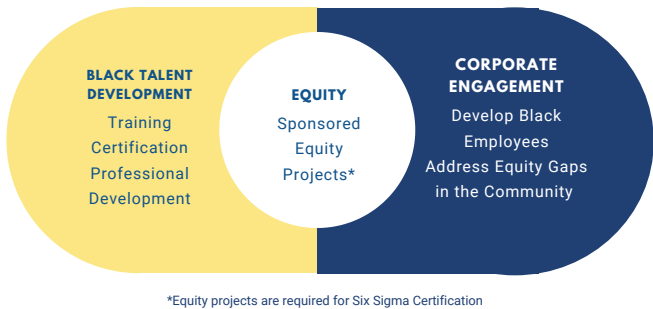 BLACK TALENT
DEVELOPMENT
Training
Certification
Professional
Development
EQUITY
Sponsored
Equity
Projects*
CORPORATE
ENGAGEMENT
Develop Black
Employees
Address Equity Gaps
in the Community
*Equity projects are required for Six Sigma Certification